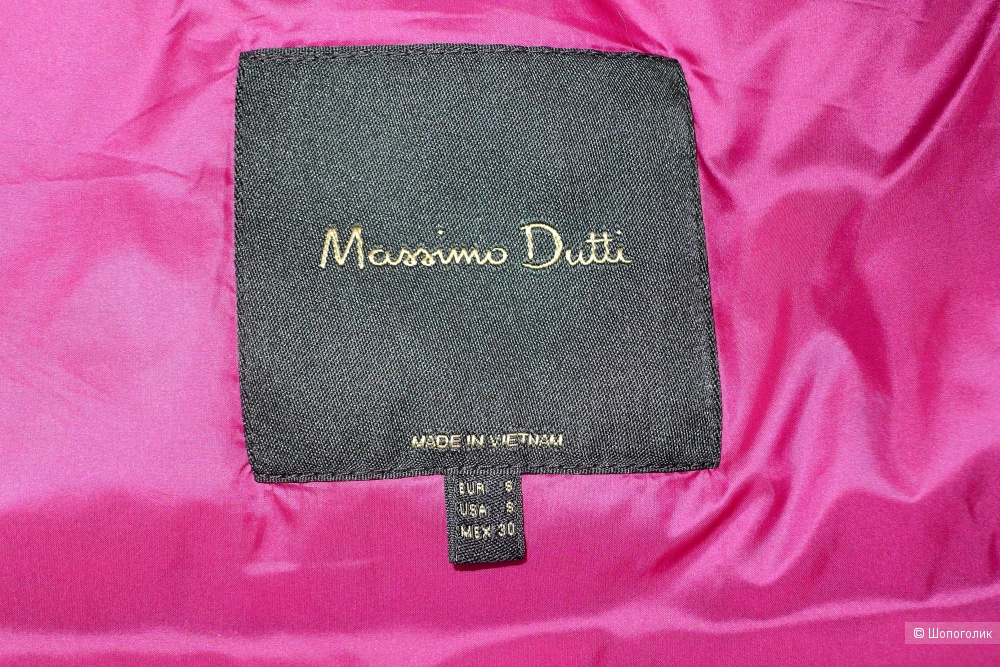 Massimo Dutti
MADE IN VIETNAM
EUR S
USA S
MEX 30
© Шопоголик